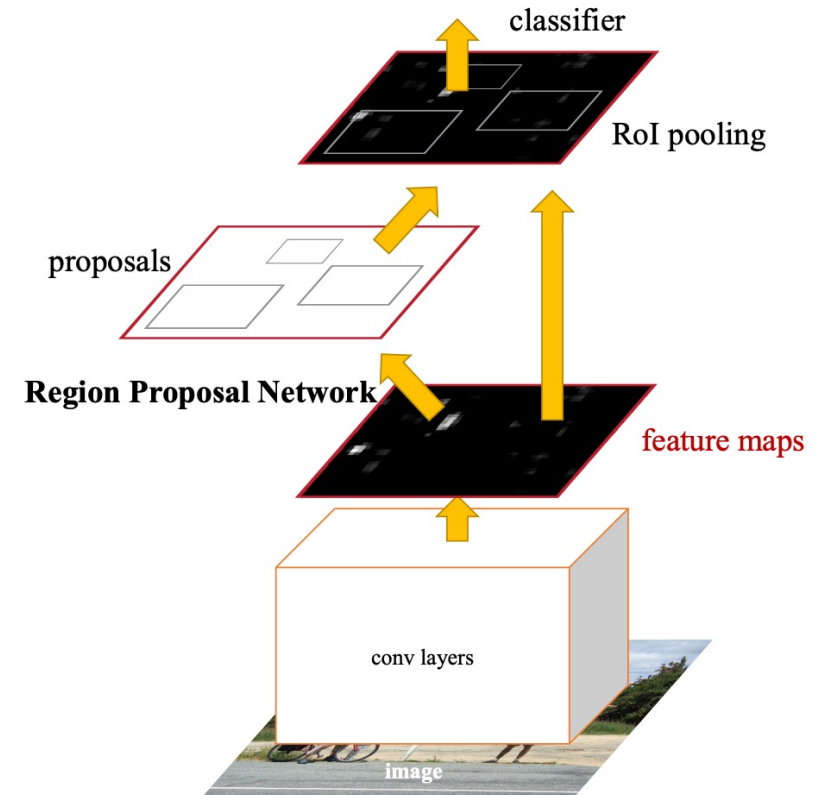 classifier
RoI pooling
proposals
Region Proposal Network
feature maps
conv layers
image